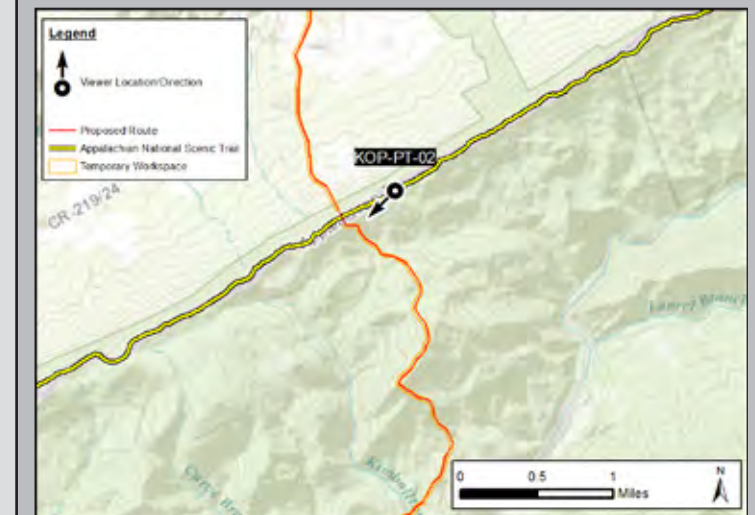 Legend
Viewer Location/Direction
Proposed Route
Appalachian National Scenic Trail
Temporary Workspace
CR-219/24
KOP-PT-02
0 0.5 1
Miles
N